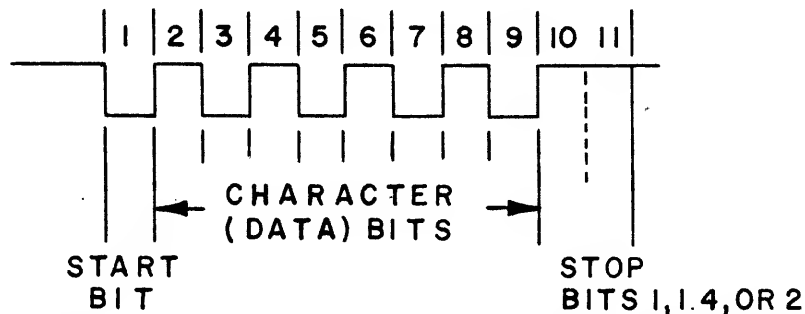 1 2 3 4 5 6 7 8 9 10 11
CHARACTER
(DATA) BITS
START
BIT
STOP
BITS 1, 1.4, OR 2